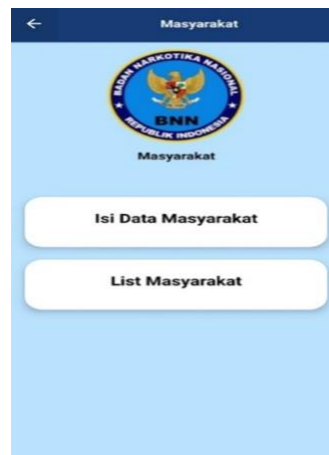 Masyarakat
BADAN NARKOTIKA NASIONAL
BNN
REPUBLIK INDONESIA
Masyarakat
Isi Data Masyarakat
List Masyarakat